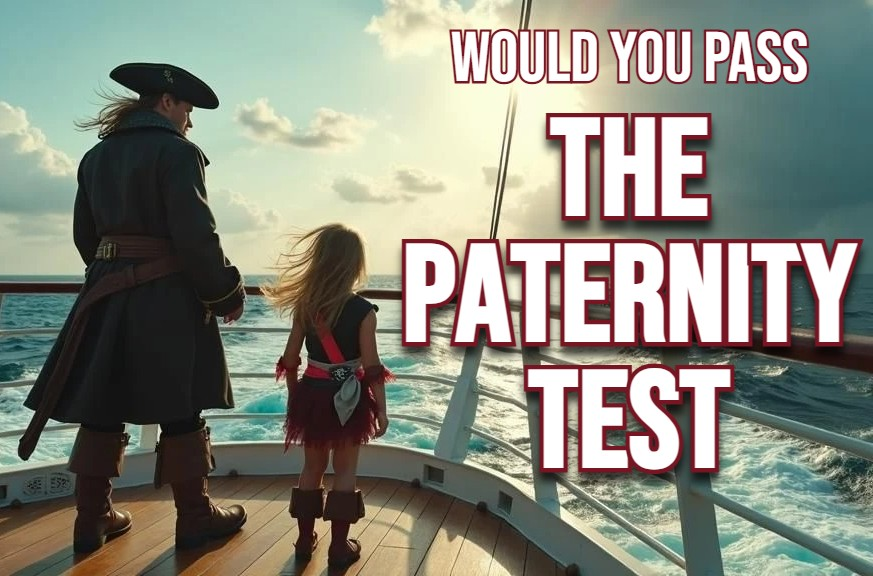 WOULD YOU PASS
THE
PATERNITY
TEST